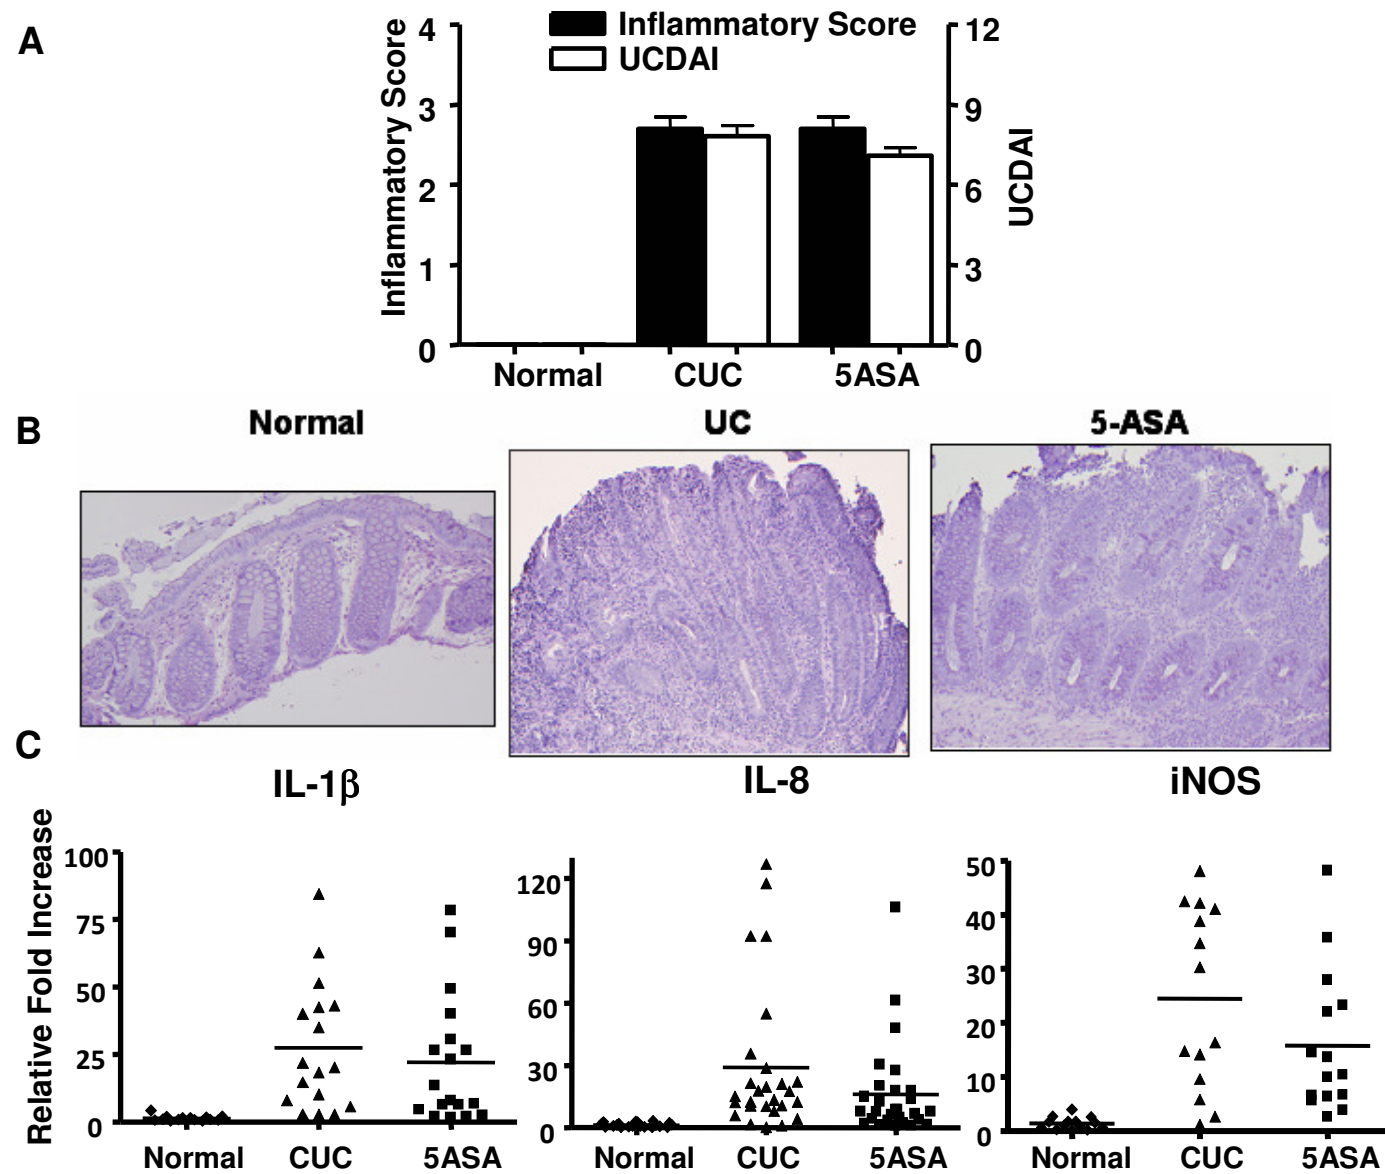 A
Inflammatory Score
UCDAI
Inflammatory Score
4
3
2
1
0
12
9
6
3
0
UCDAI
Normal CUC 5ASA
B
Normal UC 5-ASA
C
IL-1β IL-8 iNOS
Relative Fold Increase
100
75
50
25
0
Normal CUC 5ASA
120
90
60
30
0
Normal CUC 5ASA
50
40
30
20
10
0
Normal CUC 5ASA